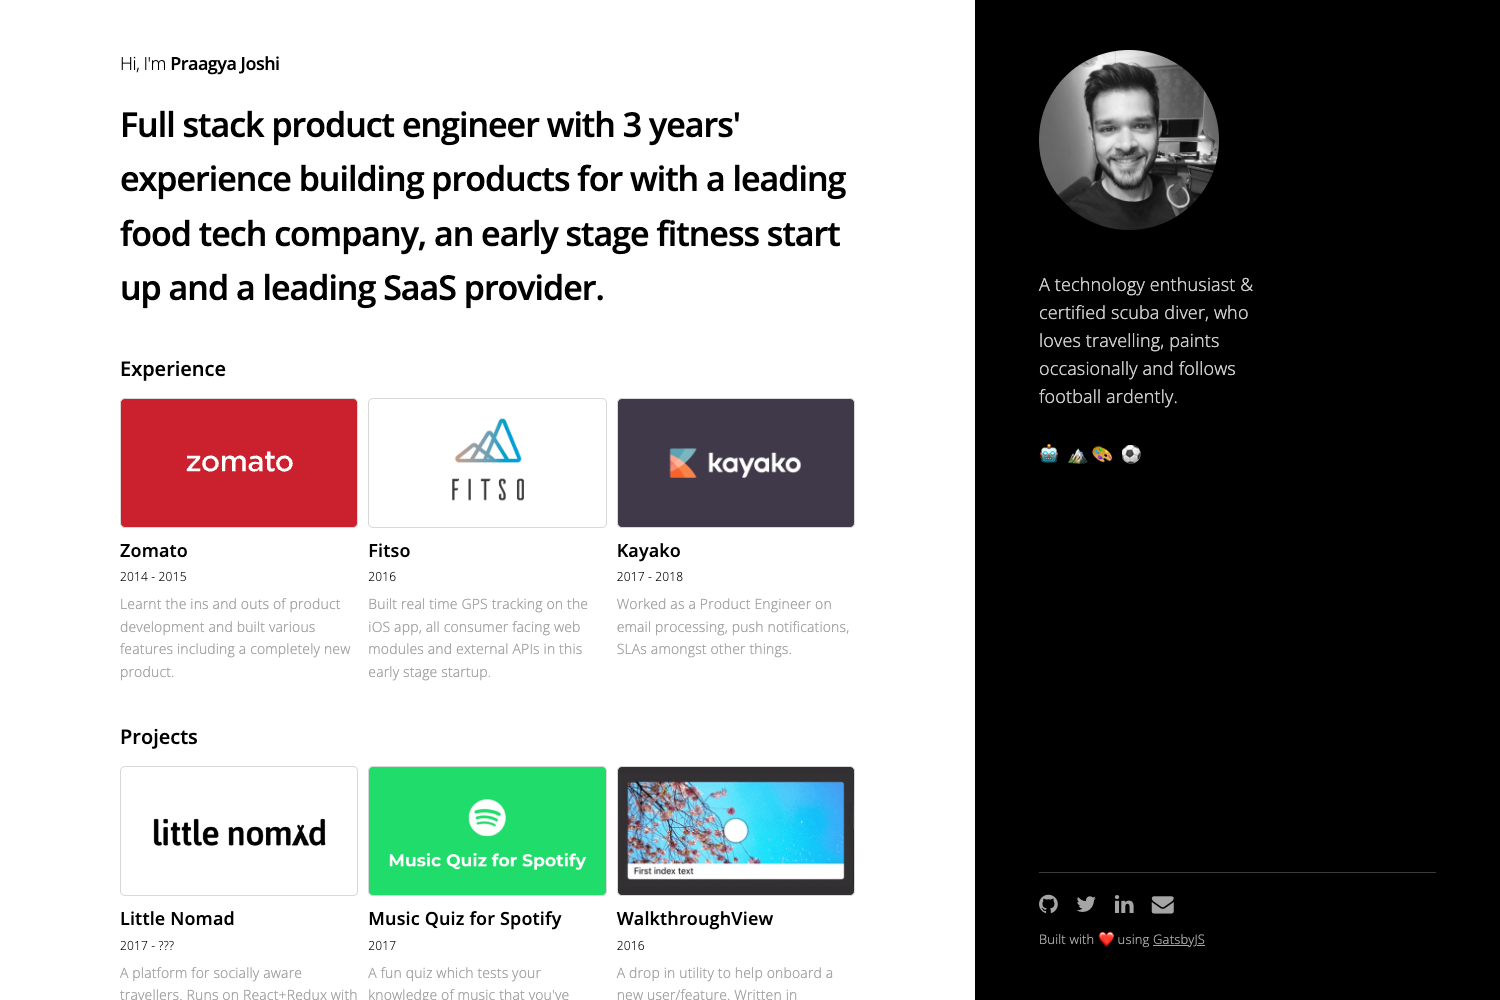 Hi, I'm Praagya Joshi
Full stack product engineer with 3 years'
experience building products for with a leading
food tech company, an early stage fitness start
up and a leading SaaS provider.
Experience
zomato
FITSO
kayako
Zomato
2014 - 2015
Learnt the ins and outs of product
development and built various
features including a completely new
product.
Fitso
2016
Built real time GPS tracking on the
iOS app, all consumer facing web
modules and external APIs in this
early stage startup.
Kayako
2017 - 2018
Worked as a Product Engineer on
email processing, push notifications,
SLAs amongst other things.
Projects
little nomad
Music Quiz for Spotify
First index text
Little Nomad
2017 - ???
A platform for socially aware
travellers. Runs on React+Redux with
Music Quiz for Spotify
2017
A fun quiz which tests your
knowledge of music that you've
WalkthroughView
2016
A drop in utility to help onboard a
new user/feature. Written in
A technology enthusiast &
certified scuba diver, who
loves travelling, paints
occasionally and follows
football ardently.
🤖 🏔️ 🎨 ⚽
in
Built with ❤️ using GatsbyJS